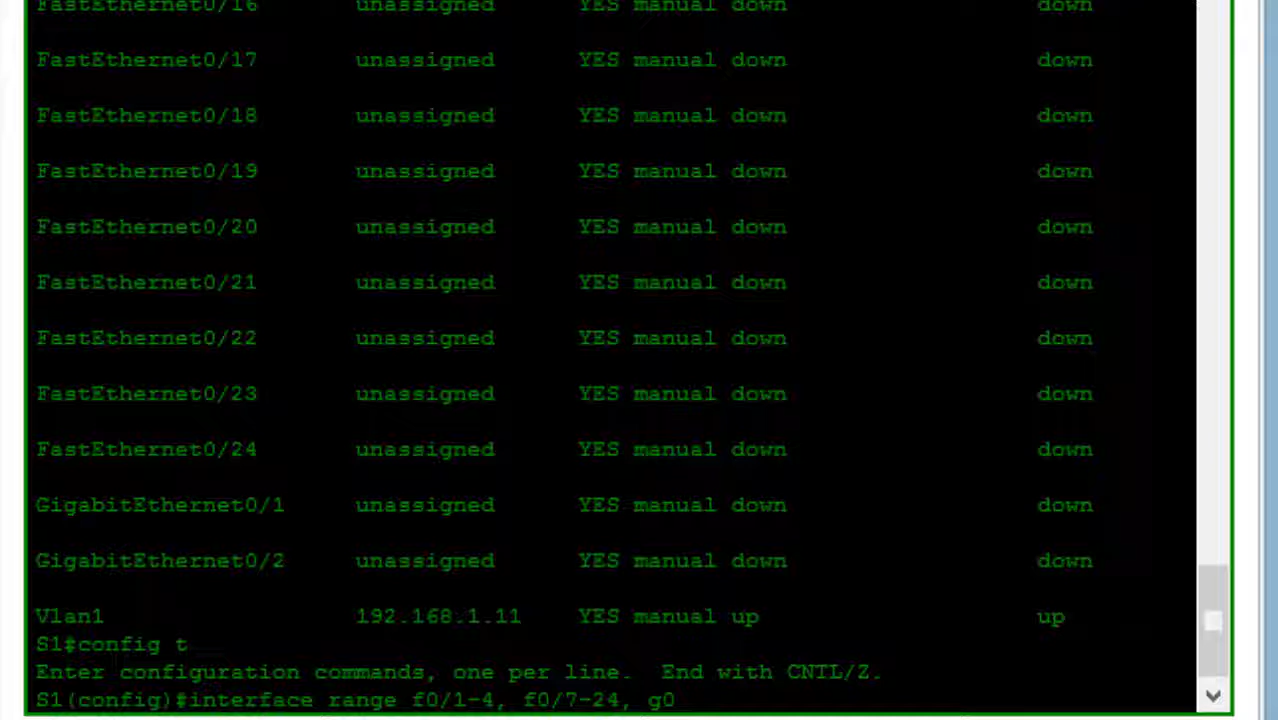 FastEthernet0/16 unassigned YES manual down down
FastEthernet0/17 unassigned YES manual down down
FastEthernet0/18 unassigned YES manual down down
FastEthernet0/19 unassigned YES manual down down
FastEthernet0/20 unassigned YES manual down down
FastEthernet0/21 unassigned YES manual down down
FastEthernet0/22 unassigned YES manual down down
FastEthernet0/23 unassigned YES manual down down
FastEthernet0/24 unassigned YES manual down down
GigabitEthernet0/1 unassigned YES manual down down
GigabitEthernet0/2 unassigned YES manual down down
Vlan1 192.168.1.11 YES manual up up
S1#config t
Enter configuration commands, one per line.  End with CNTL/Z.
S1(config)#interface range f0/1-4, f0/7-24, g0